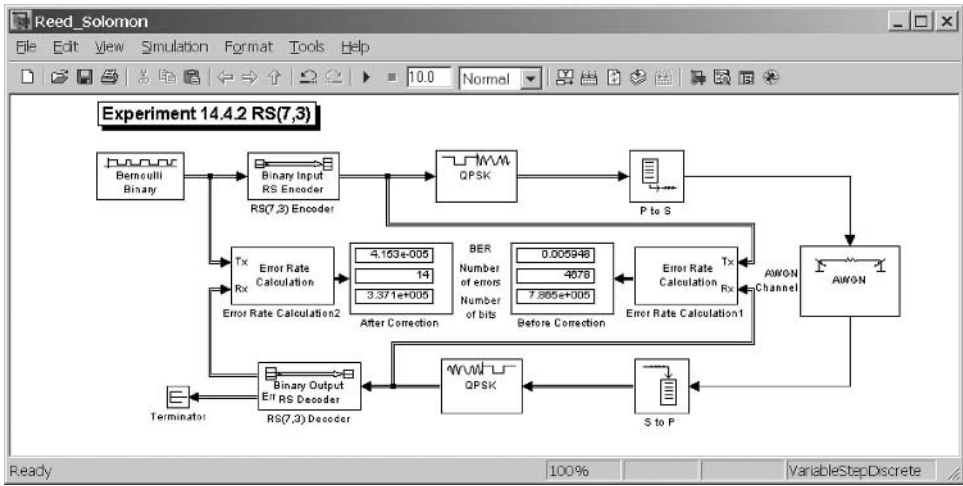 Reed_Solomon
File Edit View Simulation Format Tools Help
10.0 Normal
Experiment 14.4.2 RS(7,3)
Bernoulli
Binary
Binary Input
RS Encoder
RS(7,3) Encoder
QPSK
P to S
Tx
Rx
Error Rate
Calculation
Error Rate Calculation2
4.153e-005
14
3.371e+005
After Correction
BER
Number
of errors
Number
of bits
0.005948
4678
7.865e+005
Before Correction
Error Rate
Calculation
Tx
Rx
Error Rate Calculation1
AWGN
Channel
AWGN
Terminator
Binary Output
Err RS Decoder
RS(7,3) Decoder
QPSK
S to P
Ready 100% VariableStepDiscrete